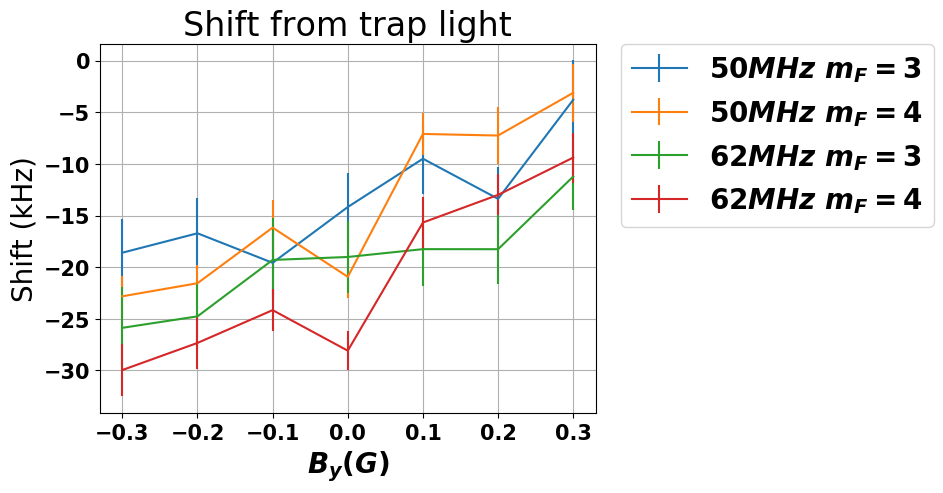 Shift from trap light
Shift (kHz)
0
−5
−10
−15
−20
−25
−30
−0.3 −0.2 −0.1 0.0 0.1 0.2 0.3
B_y(G)
50MHz m_F = 3
50MHz m_F = 4
62MHz m_F = 3
62MHz m_F = 4